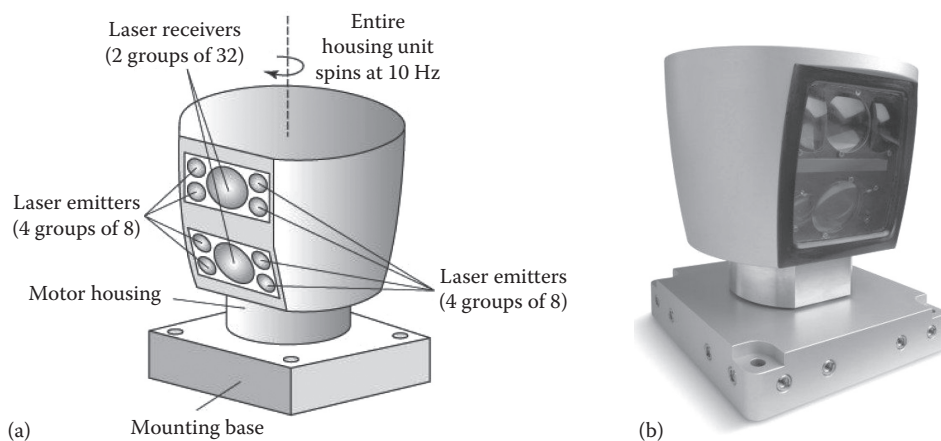 Laser receivers
(2 groups of 32)
Entire
housing unit
spins at 10 Hz
Laser emitters
(4 groups of 8)
Laser emitters
(4 groups of 8)
Motor housing
Mounting base
(a)
(b)